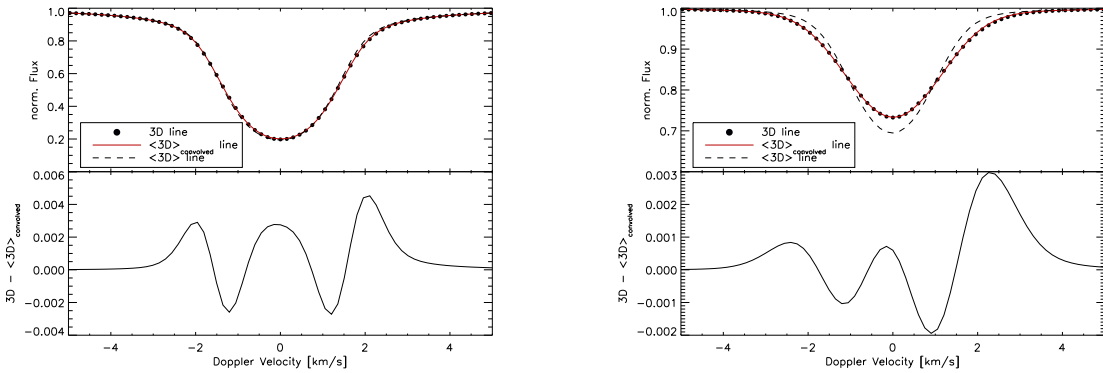 1.0
0.8
0.6
0.4
0.2
norm. Flux
3D line
<3D>convolved line
<3D> line
0.006
0.004
0.002
0.000
−0.002
−0.004
3D − <3D>convolved
−4 −2 0 2 4
Doppler Velocity [km/s]
1.0
0.9
0.8
0.7
norm. Flux
3D line
<3D>convolved line
<3D> line
0.003
0.002
0.001
0.000
−0.001
−0.002
3D − <3D>convolved
−4 −2 0 2 4
Doppler Velocity [km/s]